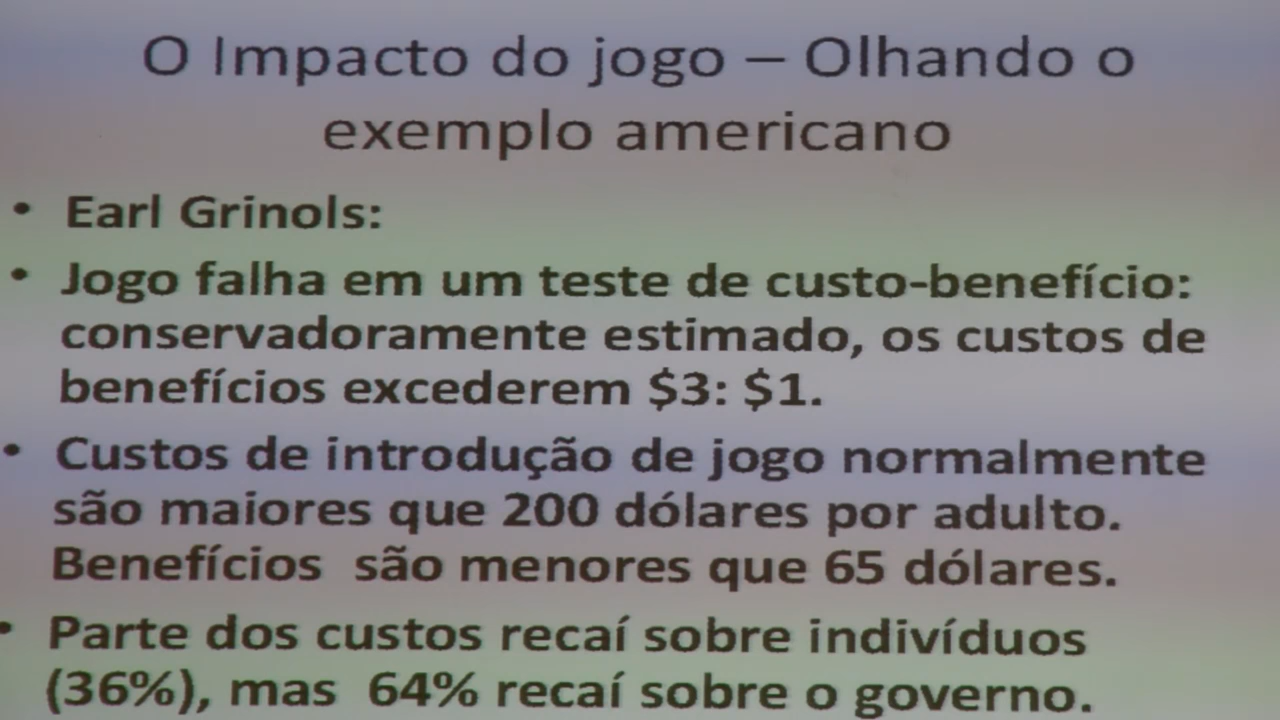 O Impacto do jogo – Olhando o
exemplo americano
• Earl Grinols:
• Jogo falha em um teste de custo-benefício:
conservadoramente estimado, os custos de
benefícios excederem $3: $1.
• Custos de introdução de jogo normalmente
são maiores que 200 dólares por adulto.
Benefícios  são menores que 65 dólares.
• Parte dos custos recaí sobre indivíduos
(36%), mas  64% recaí sobre o governo.